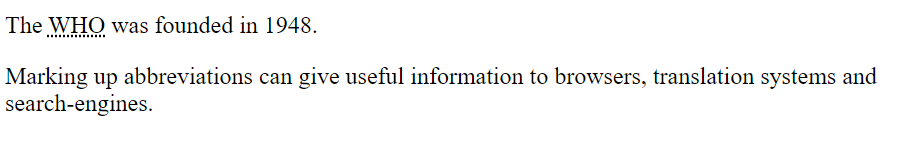 The WHO was founded in 1948.
Marking up abbreviations can give useful information to browsers, translation systems and
search-engines.